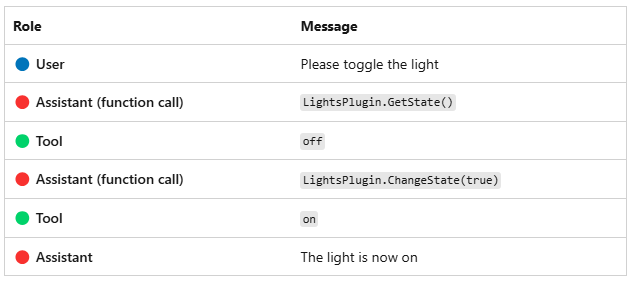 Role Message
User Please toggle the light
Assistant (function call) LightsPlugin.GetState()
Tool off
Assistant (function call) LightsPlugin.ChangeState(true)
Tool on
Assistant The light is now on